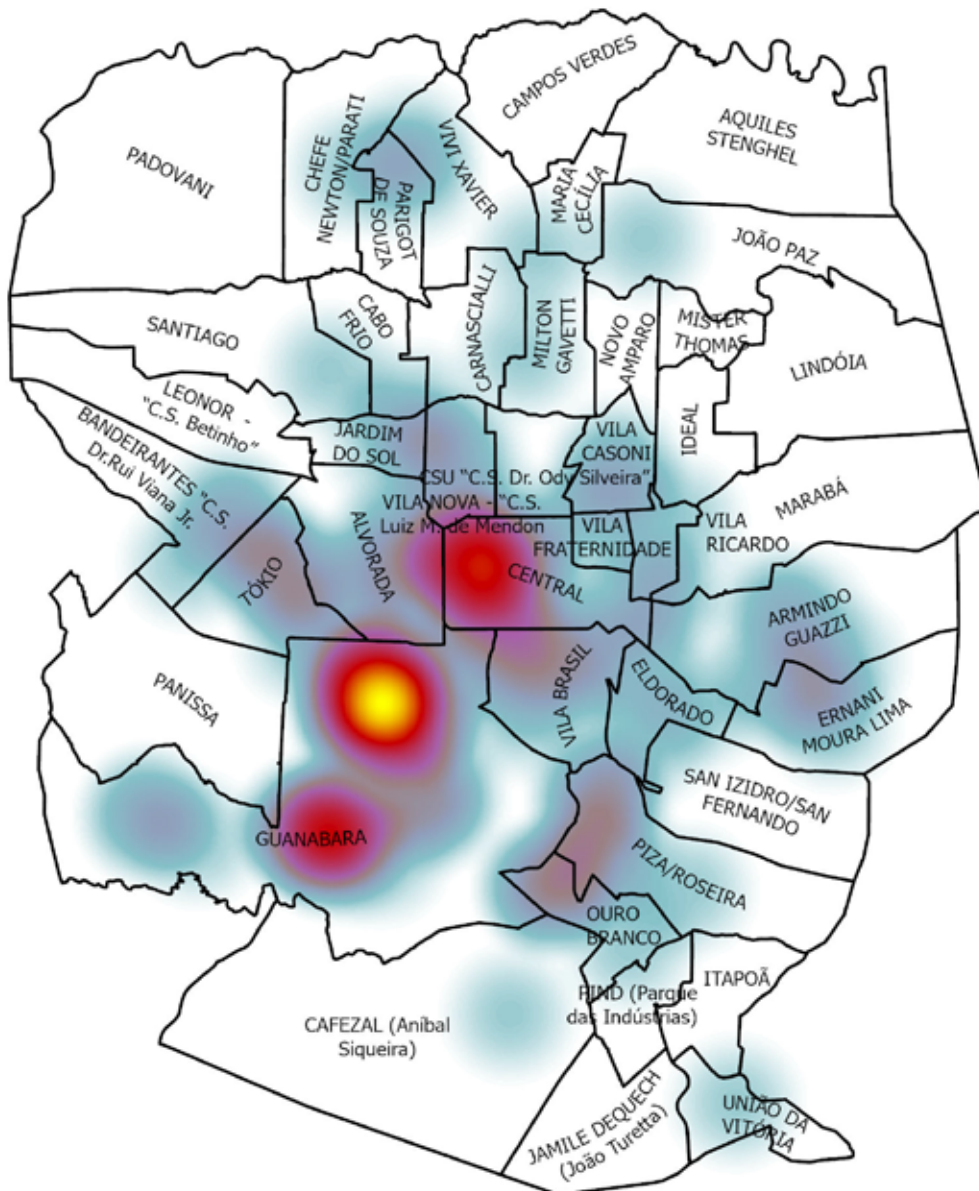 CAMPOS VERDES
AQUILES
STENGHEL
PADOVANI
CHEFE
NEWTON/PARATI
PARIGOT
DE SOUZA
VIVI XAVIER
MARIA
CECÍLIA
JOÃO PAZ
SANTIAGO
CABO
FRIO
CARNASCIALLI
MILTON
GAVETTI
NOVO
AMPARO
MISTER
THOMAS
LINDÓIA
LEONOR -
"C.S. Betinho"
BANDEIRANTES "C.S.
Dr.Rui Viana Jr.
JARDIM
DO SOL
VILA
CASONI
IDEAL
CSU "C.S. Dr. Ody Silveira"
VILA NOVA - "C.S.
Luiz M. de Mendon
VILA
FRATERNIDADE
VILA
RICARDO
MARABÁ
TÓKIO
ALVORADA
CENTRAL
ARMINDO
GUAZZI
PANISSA
VILA BRASIL
ELDORADO
ERNANI
MOURA LIMA
SAN IZIDRO/SAN
FERNANDO
GUANABARA
PIZA/ROSEIRA
OURO
BRANCO
ITAPOÃ
PIND (Parque
das Indústrias)
CAFEZAL (Aníbal
Siqueira)
JAMILE DEQUECH
(João Turetta)
UNIÃO DA
VITÓRIA